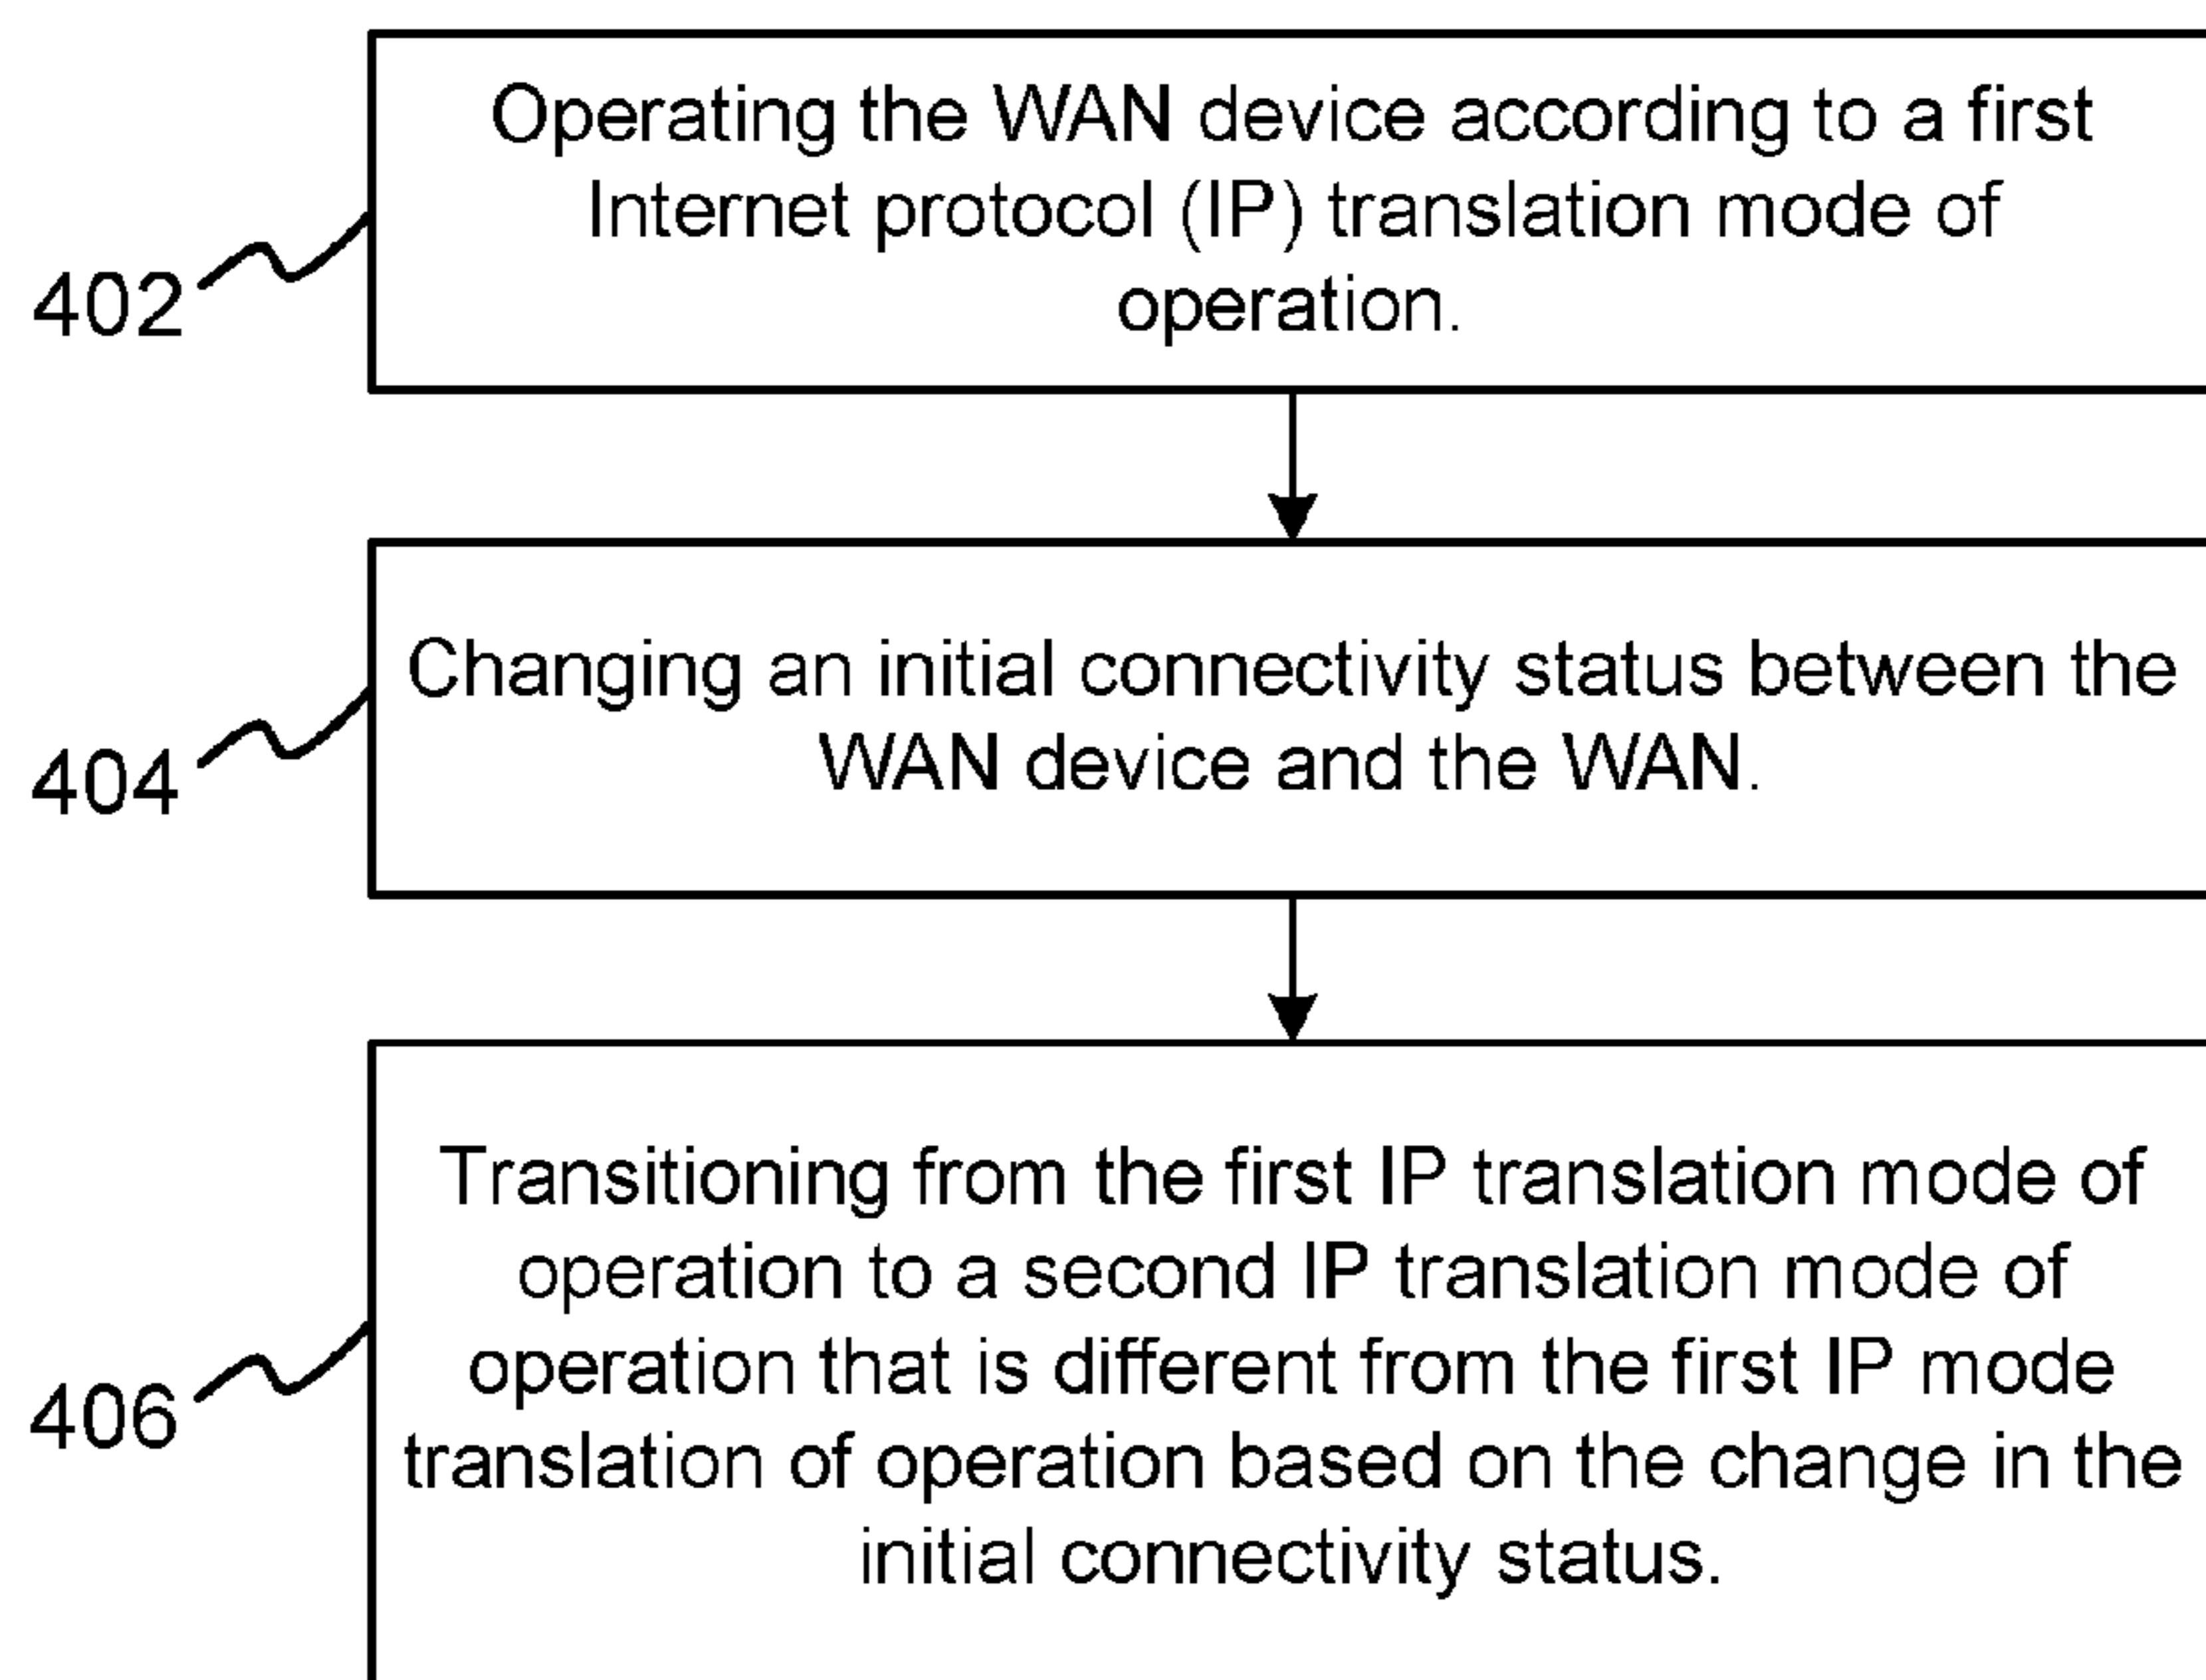 Operating the WAN device according to a first
Internet protocol (IP) translation mode of
operation.
402
Changing an initial connectivity status between the
WAN device and the WAN.
404
Transitioning from the first IP translation mode of
operation to a second IP translation mode of
operation that is different from the first IP mode
translation of operation based on the change in the
initial connectivity status.
406